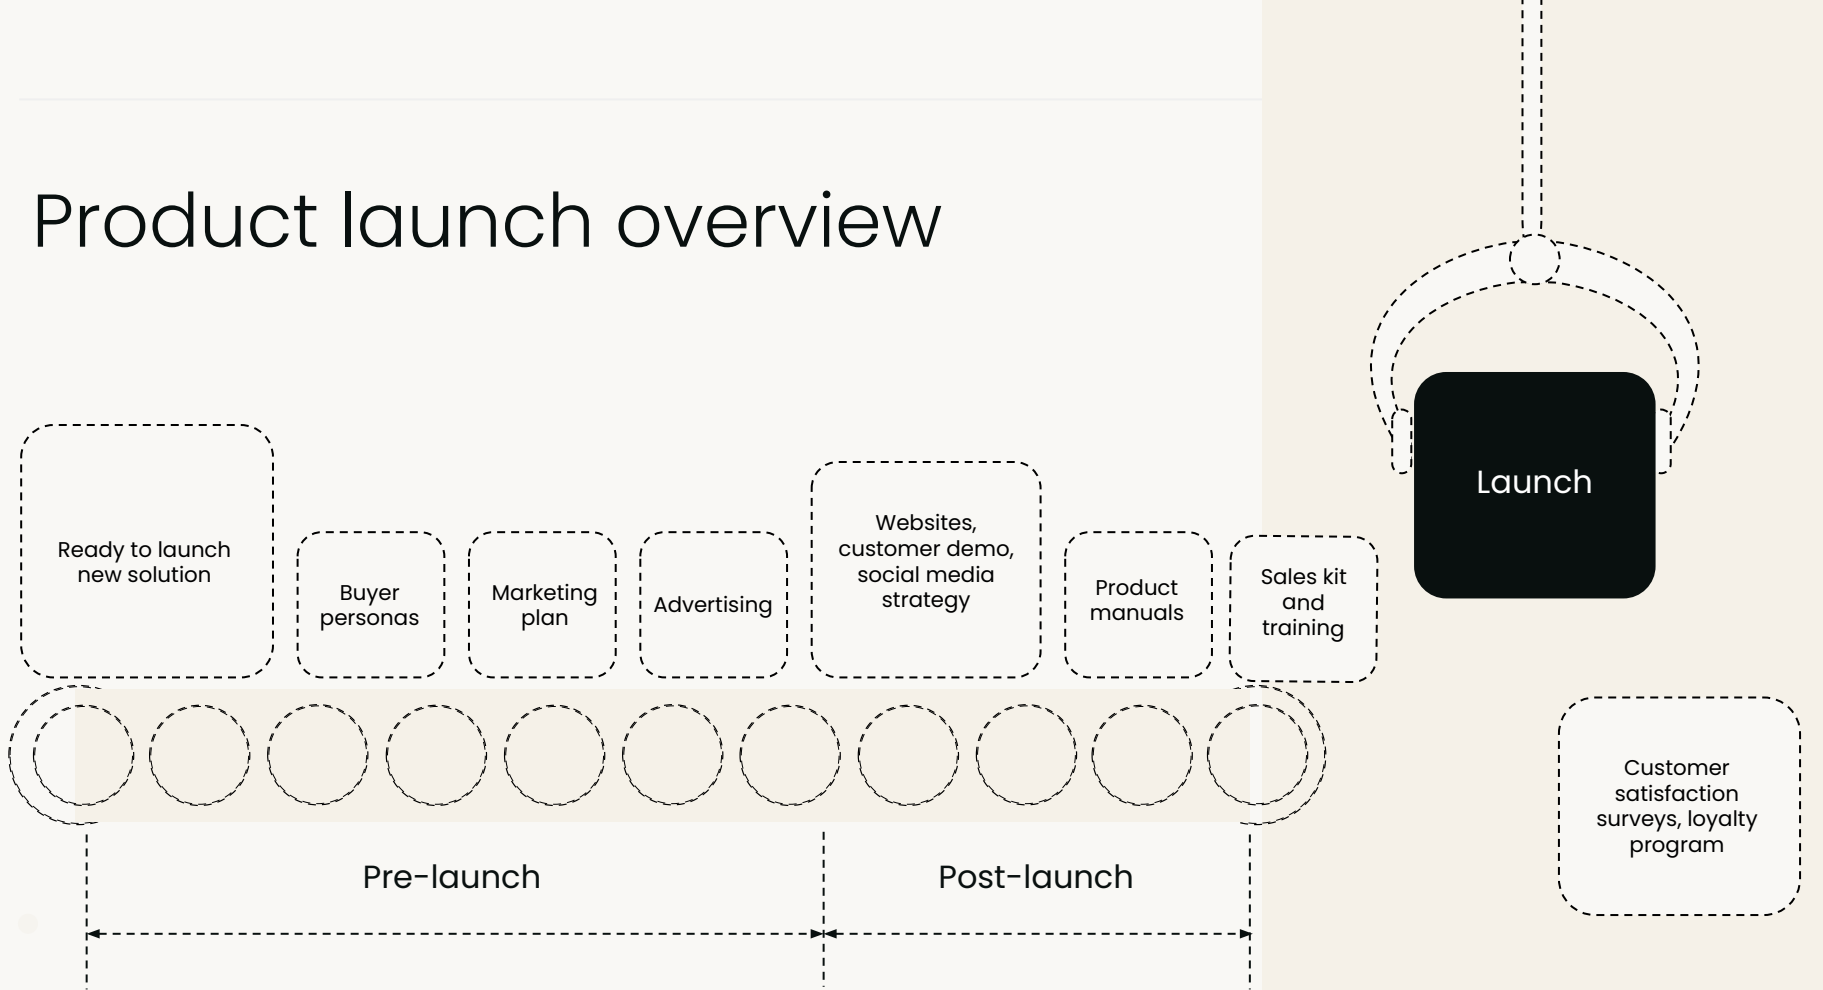 Product launch overview
Ready to launch
new solution
Buyer
personas
Marketing
plan
Advertising
Websites,
customer demo,
social media
strategy
Product
manuals
Sales kit
and
training
Launch
Customer
satisfaction
surveys, loyalty
program
Pre-launch
Post-launch